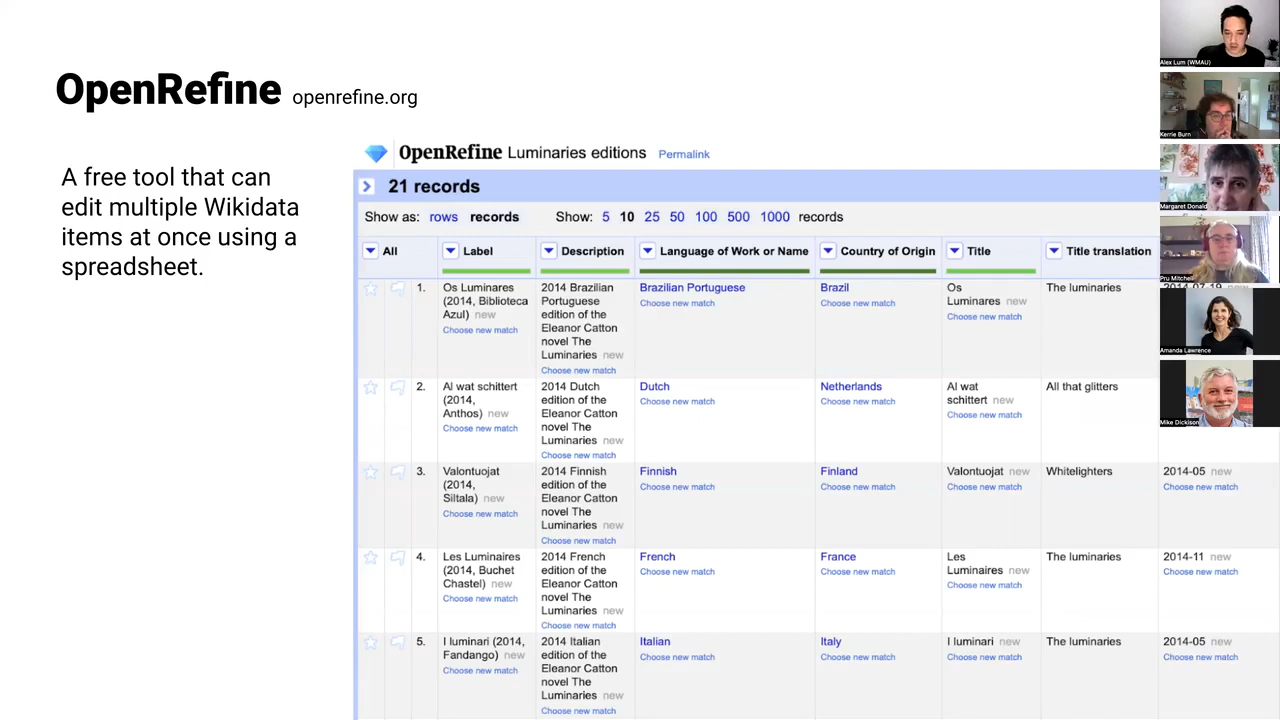 OpenRefine openrefine.org
A free tool that can
edit multiple Wikidata
items at once using a
spreadsheet.
OpenRefine Luminaries editions Permalink
21 records
Show as: rows records Show: 5 10 25 50 100 500 1000 records
All Label Description Language of Work or Name Country of Origin Title Title translation
1.
Os Luminares
(2014, Biblioteca
Azul) new
Choose new match
2014 Brazilian
Portuguese
edition of the
Eleanor Catton
novel The
Luminaries new
Choose new match
Brazilian Portuguese
Choose new match
Brazil
Choose new match
Os
Luminares new
Choose new match
The luminaries
2.
Al wat schittert
(2014,
Anthos) new
Choose new match
2014 Dutch
edition of the
Eleanor Catton
novel The
Luminaries new
Choose new match
Dutch
Choose new match
Netherlands
Choose new match
Al wat
schittert new
Choose new match
All that glitters
3.
Valontuojat
(2014,
Siltala) new
Choose new match
2014 Finnish
edition of the
Eleanor Catton
novel The
Luminaries new
Choose new match
Finnish
Choose new match
Finland
Choose new match
Valontuojat new
Choose new match
Whitelighters
2014-05 new
Choose new match
4.
Les Luminaires
(2014, Buchet
Chastel) new
Choose new match
2014 French
edition of the
Eleanor Catton
novel The
Luminaries new
Choose new match
French
Choose new match
France
Choose new match
Les
Luminaires new
Choose new match
The luminaries
2014-11 new
Choose new match
5.
I luminari (2014,
Fandango) new
Choose new match
2014 Italian
edition of the
Eleanor Catton
novel The
Luminaries new
Choose new match
Italian
Choose new match
Italy
Choose new match
I luminari new
Choose new match
The luminaries
2014-05 new
Choose new match
Alex Lum (WMAU)
Kerrie Burn
Margaret Donald
Pru Mitchell
Amanda Lawrence
Mike Dickison